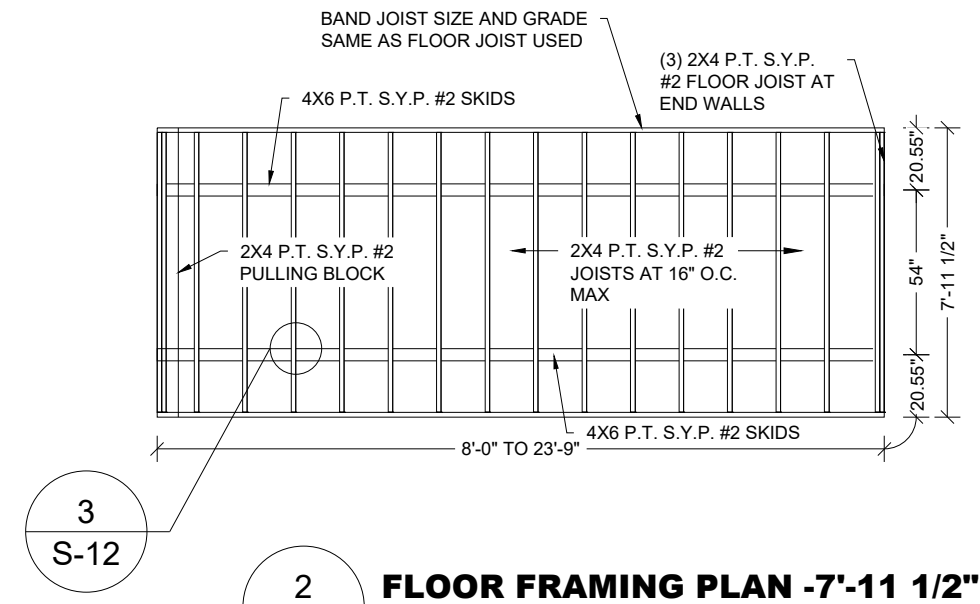 BAND JOIST SIZE AND GRADE
SAME AS FLOOR JOIST USED
(3) 2X4 P.T. S.Y.P.
#2 FLOOR JOIST AT
END WALLS
4X6 P.T. S.Y.P. #2 SKIDS
20.55"
2X4 P.T. S.Y.P. #2
PULLING BLOCK
2X4 P.T. S.Y.P. #2
JOISTS AT 16" O.C.
MAX
54"
7'-11 1/2"
20.55"
4X6 P.T. S.Y.P. #2 SKIDS
8'-0" TO 23'-9"
3
S-12
2
FLOOR FRAMING PLAN -7'-11 1/2"